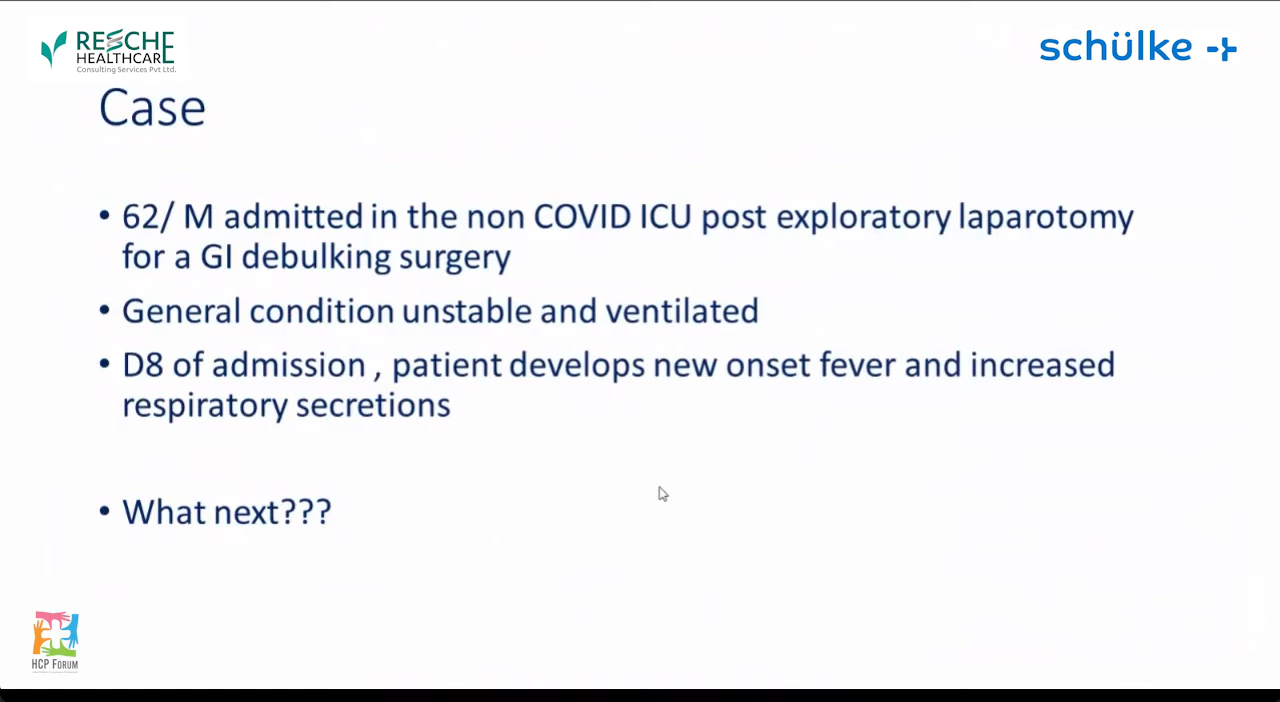 RESCHE
HEALTHCARE
Consulting Services Pvt Ltd.
schülke
Case
• 62/ M admitted in the non COVID ICU post exploratory laparotomy
for a GI debulking surgery
• General condition unstable and ventilated
• D8 of admission , patient develops new onset fever and increased
respiratory secretions
• What next???
HCP FORUM